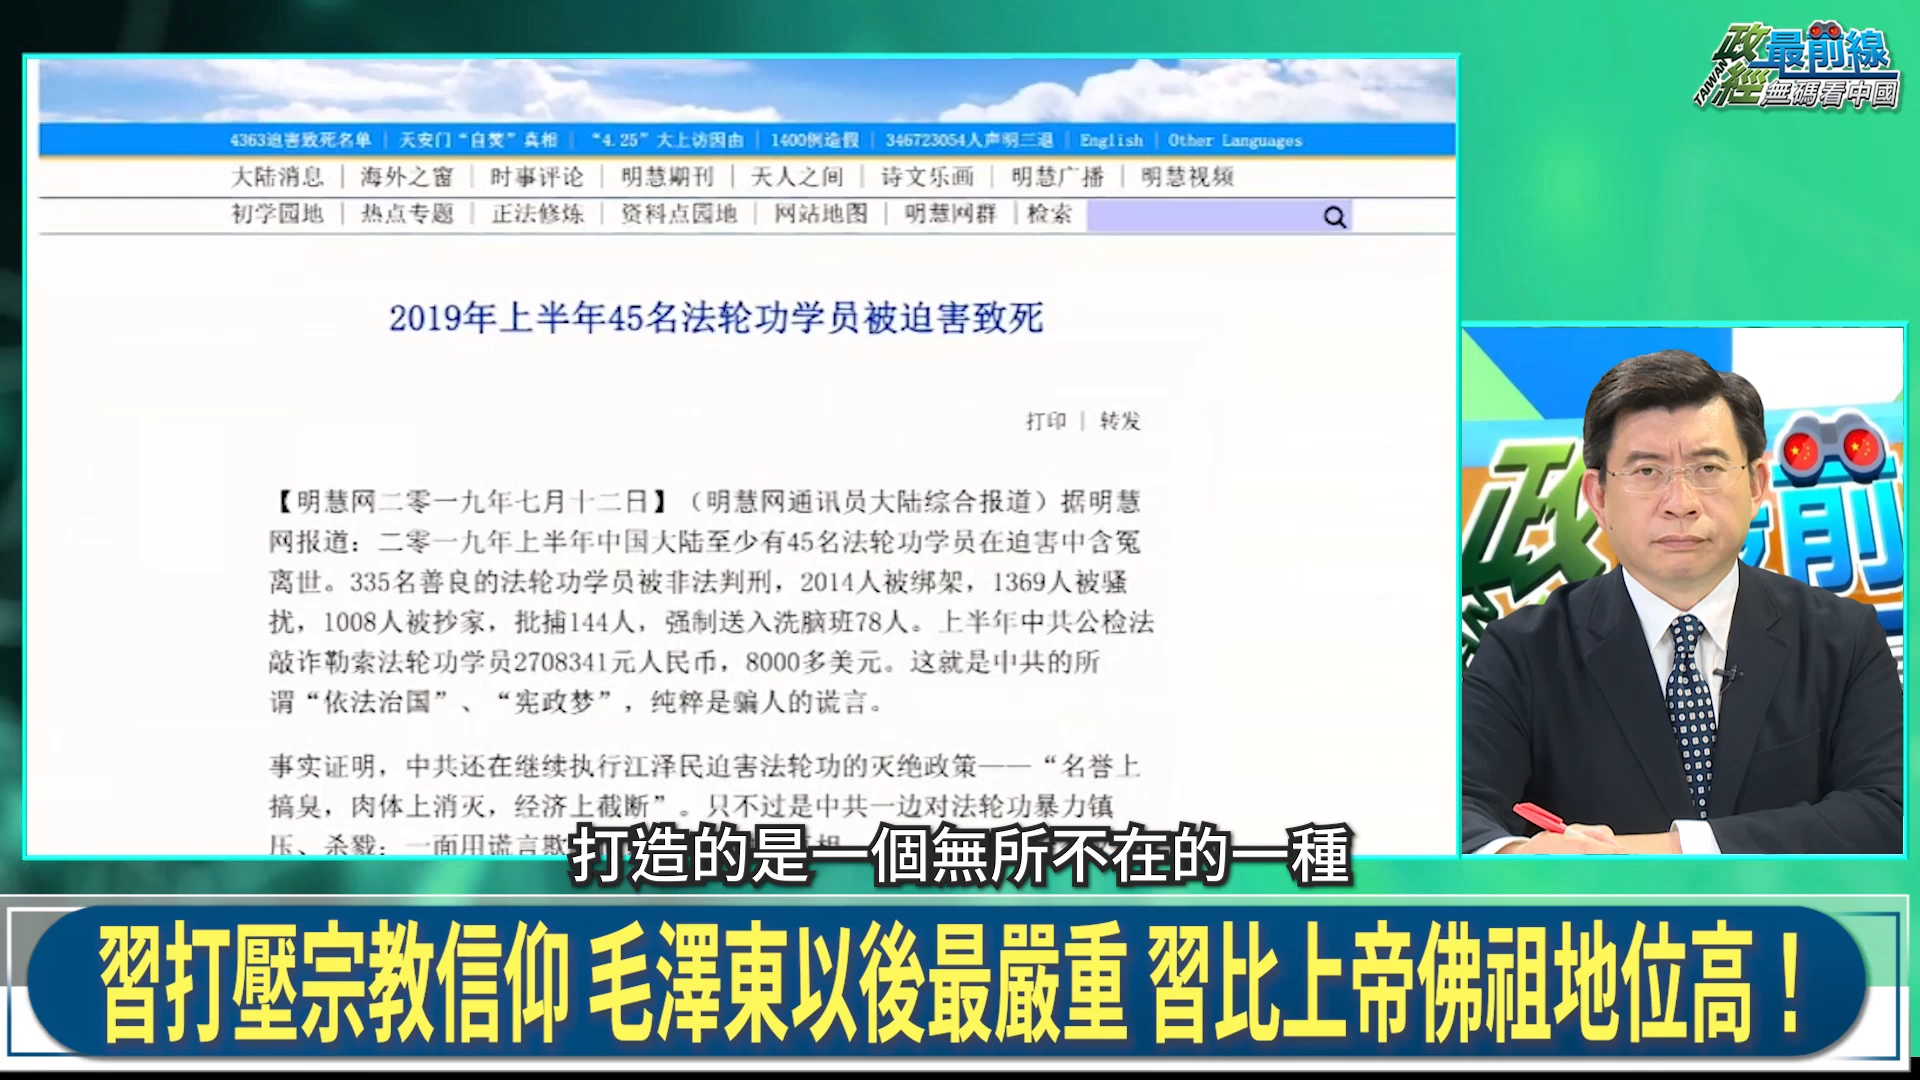 政經最前線
TAIWAN
無碼看中國
4363迫害致死名单 | 天安门“自焚”真相 | “4.25”大上访因由 | 1400例造假 | 346723054人声明三退 | English | Other Languages
大陆消息 | 海外之窗 | 时事评论 | 明慧期刊 | 天人之间 | 诗文乐画 | 明慧广播 | 明慧视频
初学园地 | 热点专题 | 正法修炼 | 资料点园地 | 网站地图 | 明慧网群 | 检索
2019年上半年45名法轮功学员被迫害致死
打印 | 转发
【明慧网二零一九年七月十二日】（明慧网通讯员大陆综合报道）据明慧
网报道：二零一九年上半年中国大陆至少有45名法轮功学员在迫害中含冤
离世。335名善良的法轮功学员被非法判刑，2014人被绑架，1369人被骚
扰，1008人被抄家，批捕144人，强制送入洗脑班78人。上半年中共公检法
敲诈勒索法轮功学员2708341元人民币，8000多美元。这就是中共的所
谓“依法治国”、“宪政梦”，纯粹是骗人的谎言。
事实证明，中共还在继续执行江泽民迫害法轮功的灭绝政策——“名誉上
搞臭，肉体上消灭，经济上截断”。只不过是中共一边对法轮功暴力镇
压、杀戮；一面用谎言欺
政 最前
打造的是一個無所不在的一種
習打壓宗教信仰 毛澤東以後最嚴重 習比上帝佛祖地位高！